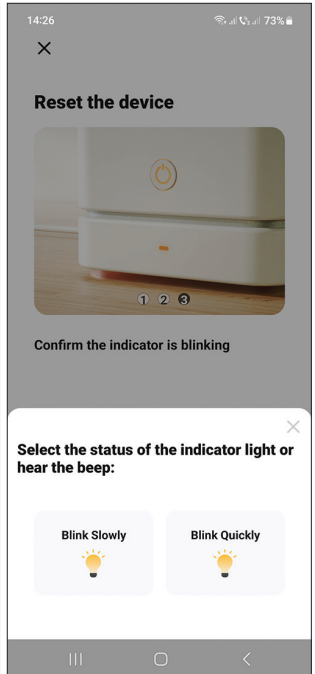 14:26
73%
Reset the device
1 2 3
Confirm the indicator is blinking
Select the status of the indicator light or
hear the beep:
Blink Slowly
Blink Quickly